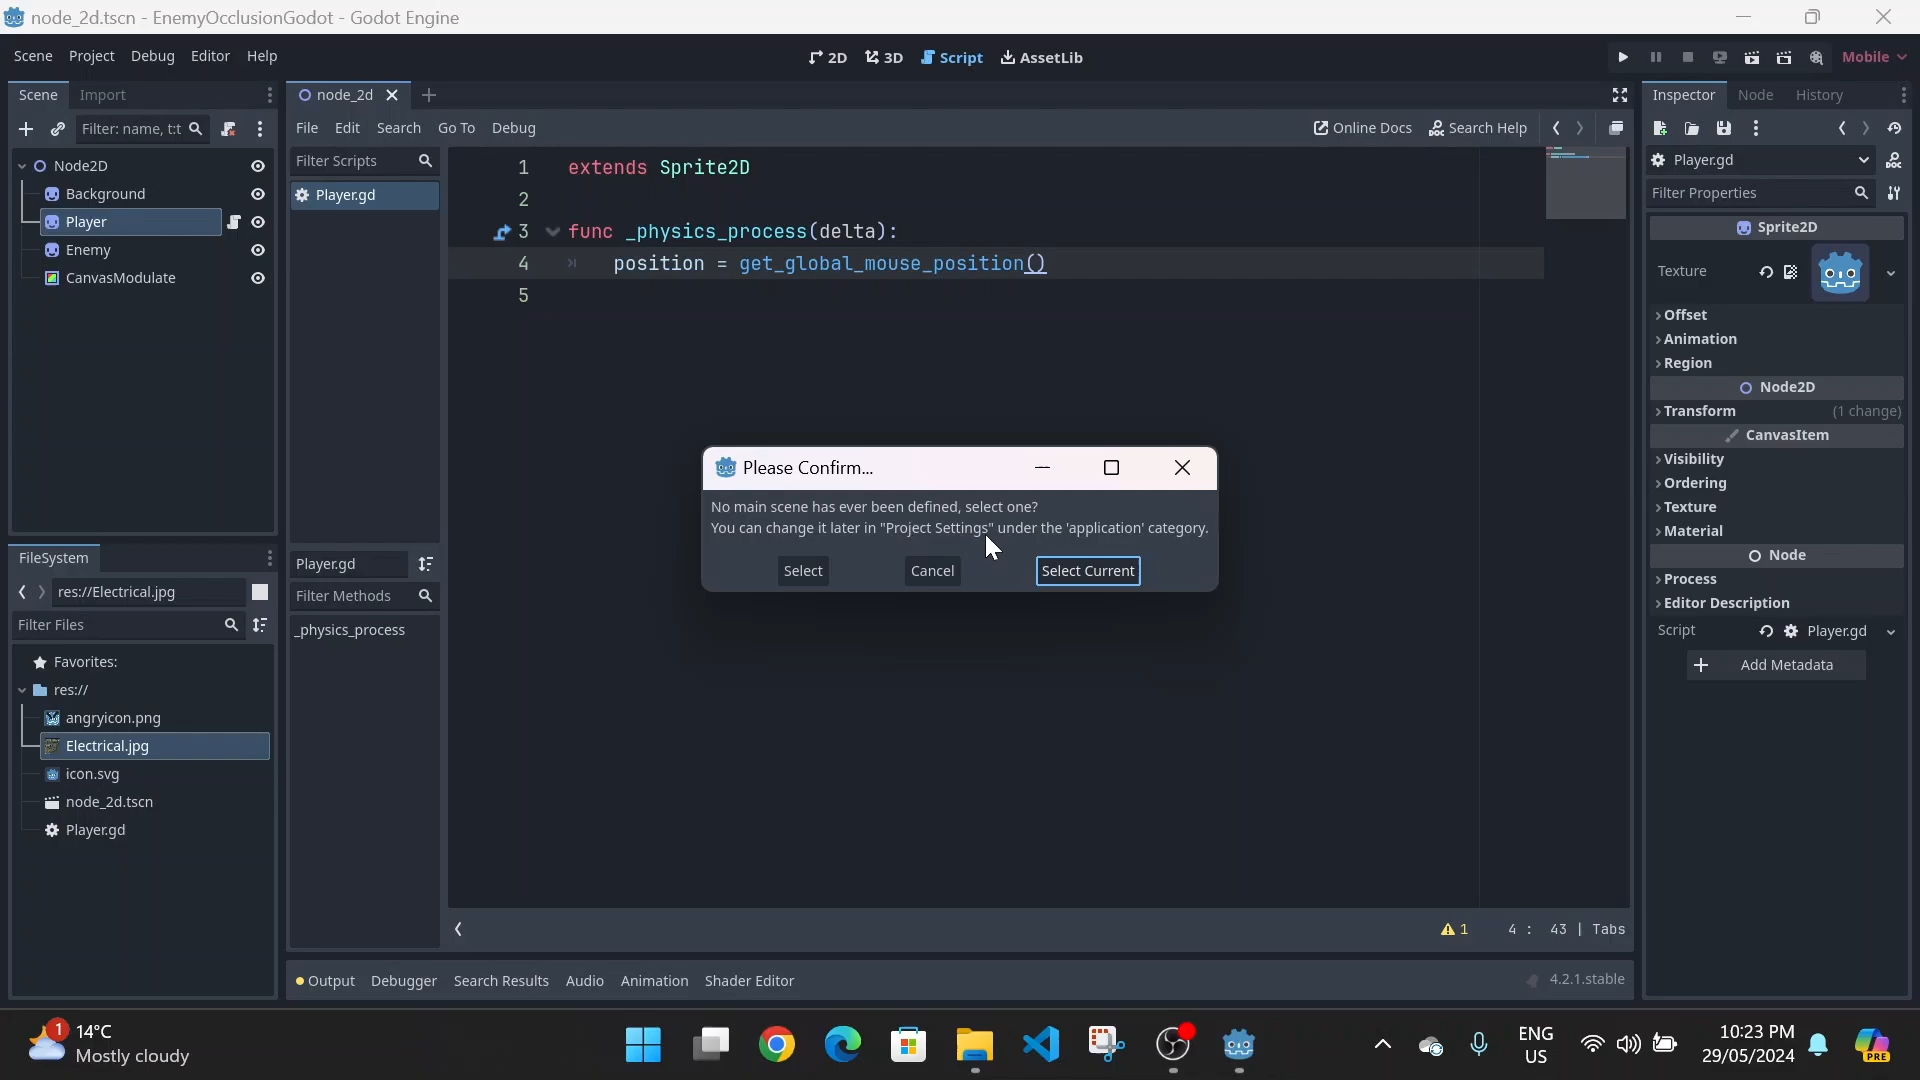 node_2d.tscn - EnemyOcclusionGodot - Godot Engine
Scene Project Debug Editor Help
2D 3D Script AssetLib
Mobile
Scene Import
node_2d
Inspector Node History
Filter: name, t:t
File Edit Search Go To Debug
Online Docs Search Help
Player.gd
Filter Properties
Node2D
Background
Player
Enemy
CanvasModulate
Filter Scripts
Player.gd
1 extends Sprite2D
2
3 func _physics_process(delta):
4 position = get_global_mouse_position()
5
Sprite2D
Texture
Offset
Animation
Region
Node2D
Transform (1 change)
CanvasItem
Visibility
Ordering
Texture
Material
Node
Process
Editor Description
Script Player.gd
Add Metadata
Please Confirm...
No main scene has ever been defined, select one?
You can change it later in "Project Settings" under the 'application' category.
Select Cancel Select Current
FileSystem
res://Electrical.jpg
Filter Files
Favorites:
res://
angryicon.png
Electrical.jpg
icon.svg
node_2d.tscn
Player.gd
Player.gd
Filter Methods
_physics_process
1 4 : 43 | Tabs
Output Debugger Search Results Audio Animation Shader Editor
4.2.1.stable
1
14°C
Mostly cloudy
ENG
US
10:23 PM
29/05/2024
PRE